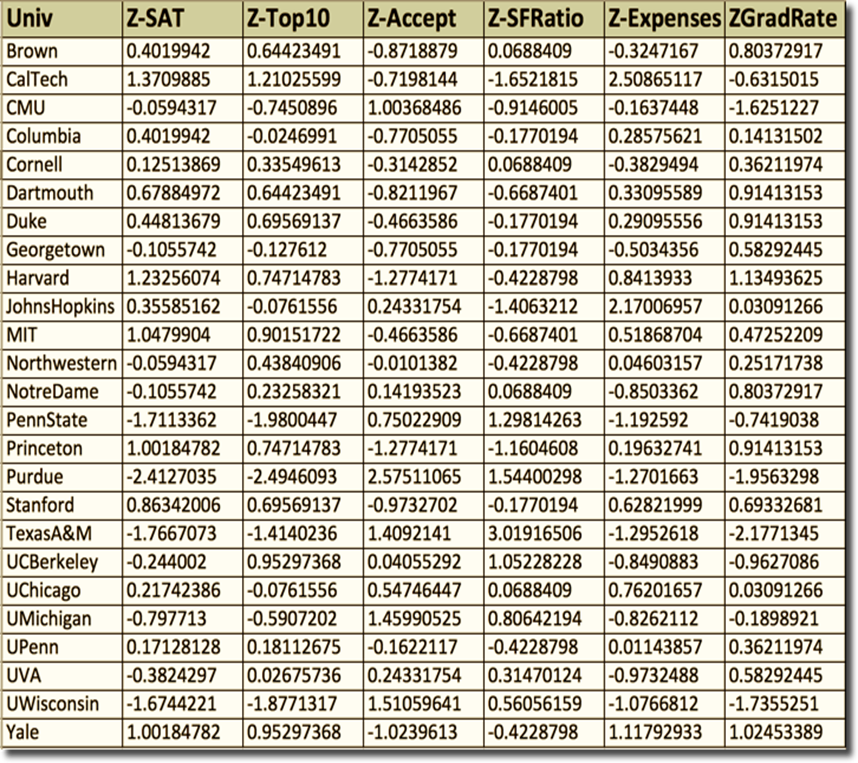 Univ Z-SAT Z-Top10 Z-Accept Z-SFRatio Z-Expenses ZGradRate
Brown 0.4019942 0.64423491 -0.8718879 0.0688409 -0.3247167 0.80372917
CalTech 1.3709885 1.21025599 -0.7198144 -1.6521815 2.50865117 -0.6315015
CMU -0.0594317 -0.7450896 1.00368486 -0.9146005 -0.1637448 -1.6251227
Columbia 0.4019942 -0.0246991 -0.7705055 -0.1770194 0.28575621 0.14131502
Cornell 0.12513869 0.33549613 -0.3142852 0.0688409 -0.3829494 0.36211974
Dartmouth 0.67884972 0.64423491 -0.8211967 -0.6687401 0.33095589 0.91413153
Duke 0.44813679 0.69569137 -0.4663586 -0.1770194 0.29095556 0.91413153
Georgetown -0.1055742 -0.127612 -0.7705055 -0.1770194 -0.5034356 0.58292445
Harvard 1.23256074 0.74714783 -1.2774171 -0.4228798 0.8413933 1.13493625
JohnsHopkins 0.35585162 -0.0761556 0.24331754 -1.4063212 2.17006957 0.03091266
MIT 1.0479904 0.90151722 -0.4663586 -0.6687401 0.51868704 0.47252209
Northwestern -0.0594317 0.43840906 -0.0101382 -0.4228798 0.04603157 0.25171738
NotreDame -0.1055742 0.23258321 0.14193523 0.0688409 -0.8503362 0.80372917
PennState -1.7113362 -1.9800447 0.75022909 1.29814263 -1.192592 -0.7419038
Princeton 1.00184782 0.74714783 -1.2774171 -1.1604608 0.19632741 0.91413153
Purdue -2.4127035 -2.4946093 2.57511065 1.54400298 -1.2701663 -1.9563298
Stanford 0.86342006 0.69569137 -0.9732702 -0.1770194 0.62821999 0.69332681
TexasA&M -1.7667073 -1.4140236 1.4092141 3.01916506 -1.2952618 -2.1771345
UCBerkeley -0.244002 0.95297368 0.04055292 1.05228228 -0.8490883 -0.9627086
UChicago 0.21742386 -0.0761556 0.54746447 0.0688409 0.76201657 0.03091266
UMichigan -0.797713 -0.5907202 1.45990525 0.80642194 -0.8262112 -0.1898921
UPenn 0.17128128 0.18112675 -0.1622117 -0.4228798 0.01143857 0.36211974
UVA -0.3824297 0.02675736 0.24331754 0.31470124 -0.9732488 0.58292445
UWisconsin -1.6744221 -1.8771317 1.51059641 0.56056159 -1.0766812 -1.7355251
Yale 1.00184782 0.95297368 -1.0239613 -0.4228798 1.11792933 1.02453389